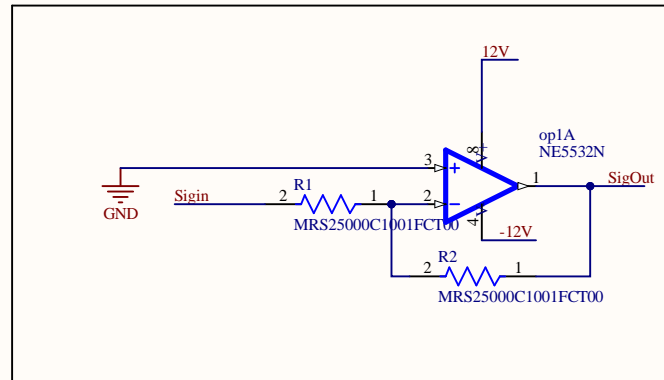 12V
op1A
NE5532N
8
V+
3
+
1
SigOut
GND
Sigin
2
R1
1
2
−
MRS25000C1001FCT00
4
V-
-12V
R2
2
1
MRS25000C1001FCT00